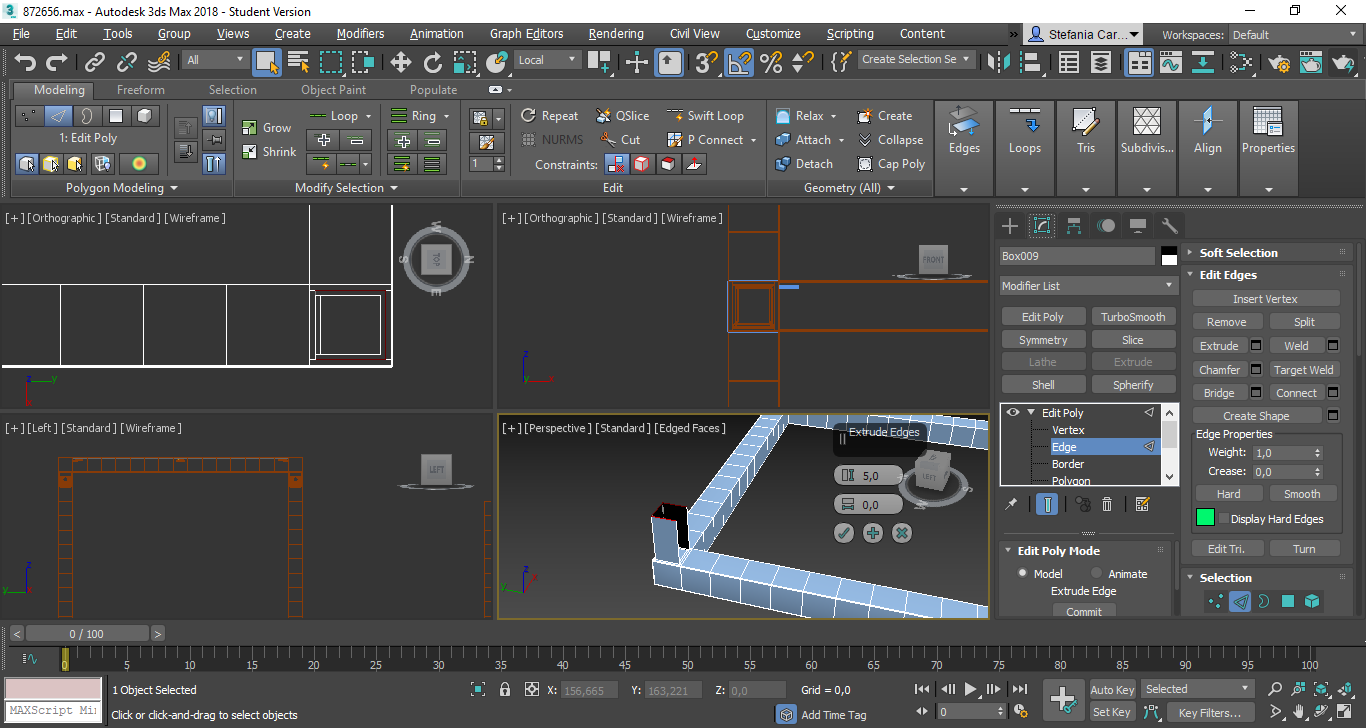 872656.max - Autodesk 3ds Max 2018 - Student Version
File Edit Tools Group Views Create Modifiers Animation Graph Editors Rendering Civil View Customize Scripting Content » Stefania Car... Workspaces: Default
All Local Create Selection Se
Modeling Freeform Selection Object Paint Populate
1: Edit Poly
Polygon Modeling
Grow
Shrink
Loop Ring
Modify Selection
1
Repeat QSlice Swift Loop
NURMS Cut P Connect
Constraints:
Edit
Relax Create
Attach Collapse
Detach Cap Poly
Geometry (All)
Edges Loops Tris Subdivis... Align Properties
[+] [Orthographic] [Standard] [Wireframe]
W
S TOP N
E
z y
x
[+] [Orthographic] [Standard] [Wireframe]
FRONT
z
y x
[+] [Left] [Standard] [Wireframe]
LEFT
z
y
[+] [Perspective] [Standard] [Edged Faces]
Extrude Edges
5,0
0,0
LEFT
S
z
x
y
Box009
Modifier List
Edit Poly TurboSmooth
Symmetry Slice
Lathe Extrude
Shell Spherify
Edit Poly
Vertex
Edge
Border
Polygon
Edit Poly Mode
Model Animate
Extrude Edge
Commit
Soft Selection
Edit Edges
Insert Vertex
Remove Split
Extrude Weld
Chamfer Target Weld
Bridge Connect
Create Shape
Edge Properties
Weight: 1,0
Crease: 0,0
Hard Smooth
Display Hard Edges
Edit Tri. Turn
Selection
< 0 / 100 >
0 5 10 15 20 25 30 35 40 45 50 55 60 65 70 75 80 85 90 95 100
1 Object Selected X: 156,665 Y: 163,221 Z: 0,0 Grid = 0,0
MAXScript Mi
Click or click-and-drag to select objects
Add Time Tag
0
Auto Key Selected
Set Key Key Filters...